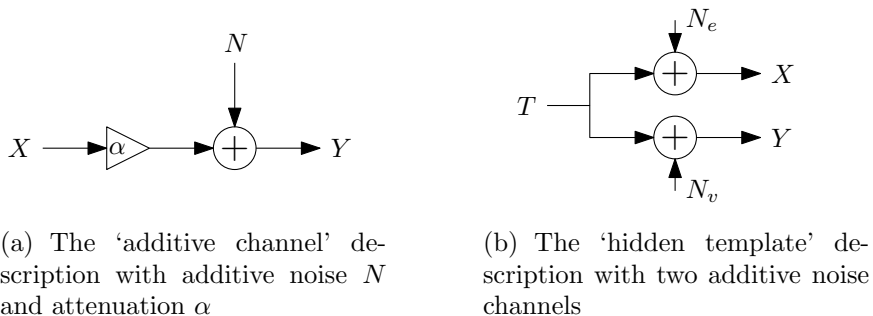 N
X
α
+
Y
(a) The ‘additive channel’ de-
scription with additive noise N
and attenuation α
N_e
+
X
T
+
Y
N_v
(b) The ‘hidden template’ de-
scription with two additive noise
channels